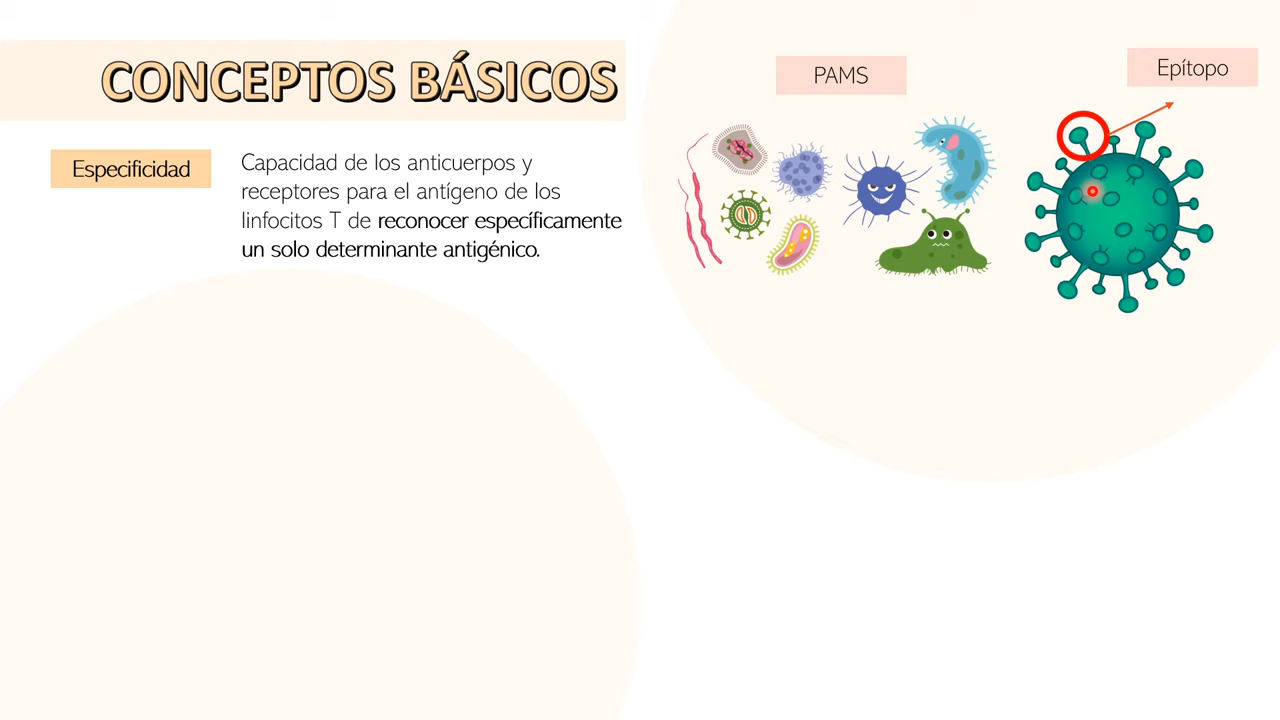 CONCEPTOS BÁSICOS
Especificidad
Capacidad de los anticuerpos y
receptores para el antígeno de los
linfocitos T de reconocer específicamente
un solo determinante antigénico.
PAMS
Epítopo